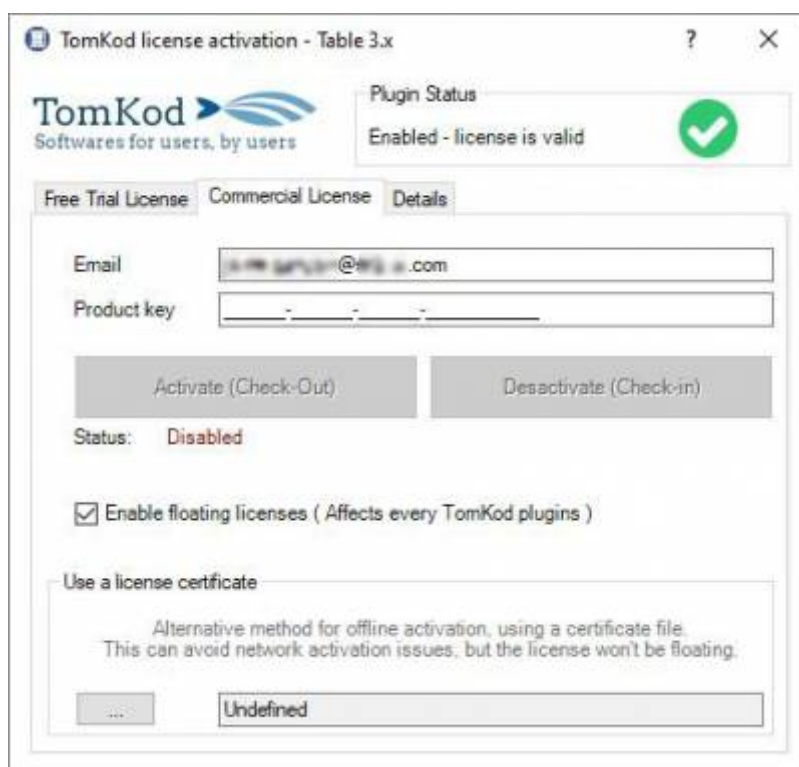 TomKod license activation - Table 3.x
?
TomKod
Softwares for users, by users
Plugin Status
Enabled - license is valid
Free Trial License
Commercial License
Details
Email
@
.com
Product key
Activate (Check-Out)
Desactivate (Check-in)
Status: Disabled
Enable floating licenses ( Affects every TomKod plugins )
Use a license certificate
Alternative method for offline activation, using a certificate file.
This can avoid network activation issues, but the license won't be floating.
...
Undefined